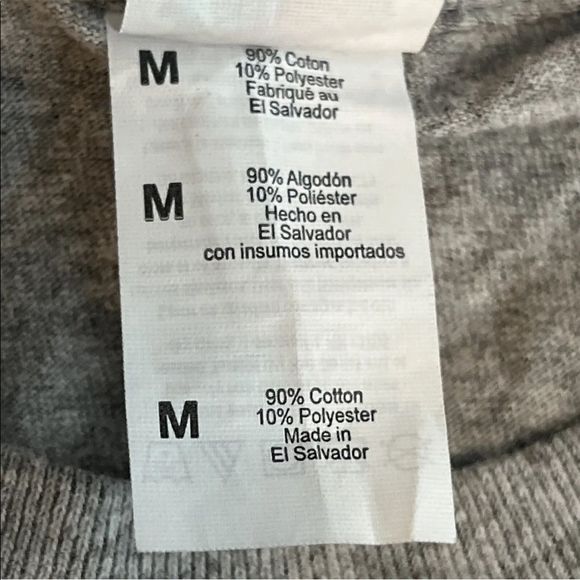 M
90% Coton
10% Polyester
Fabriqué au
El Salvador
M
90% Algodón
10% Poliéster
Hecho en
El Salvador
con insumos importados
M
90% Cotton
10% Polyester
Made in
El Salvador